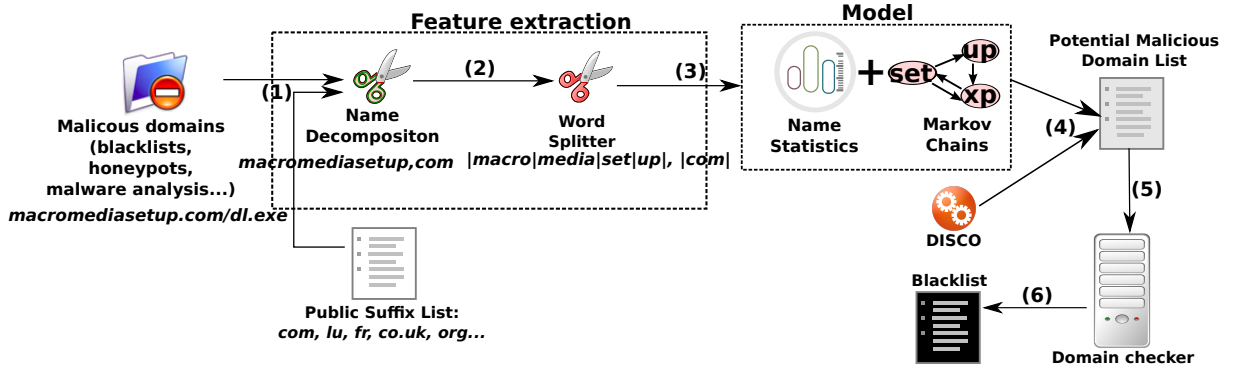 Feature extraction
Model
(1)
(2)
(3)
Malicous domains
(blacklists,
honeypots,
malware analysis...)
macromediasetup.com/dl.exe
Name
Decompositon
macromediasetup,com
Word
Splitter
|macro|media|set|up|, |com|
Public Suffix List:
com, lu, fr, co.uk, org...
+
set
up
xp
Name
Statistics
Markov
Chains
Potential Malicious
Domain List
(4)
DISCO
(5)
Domain checker
(6)
Blacklist